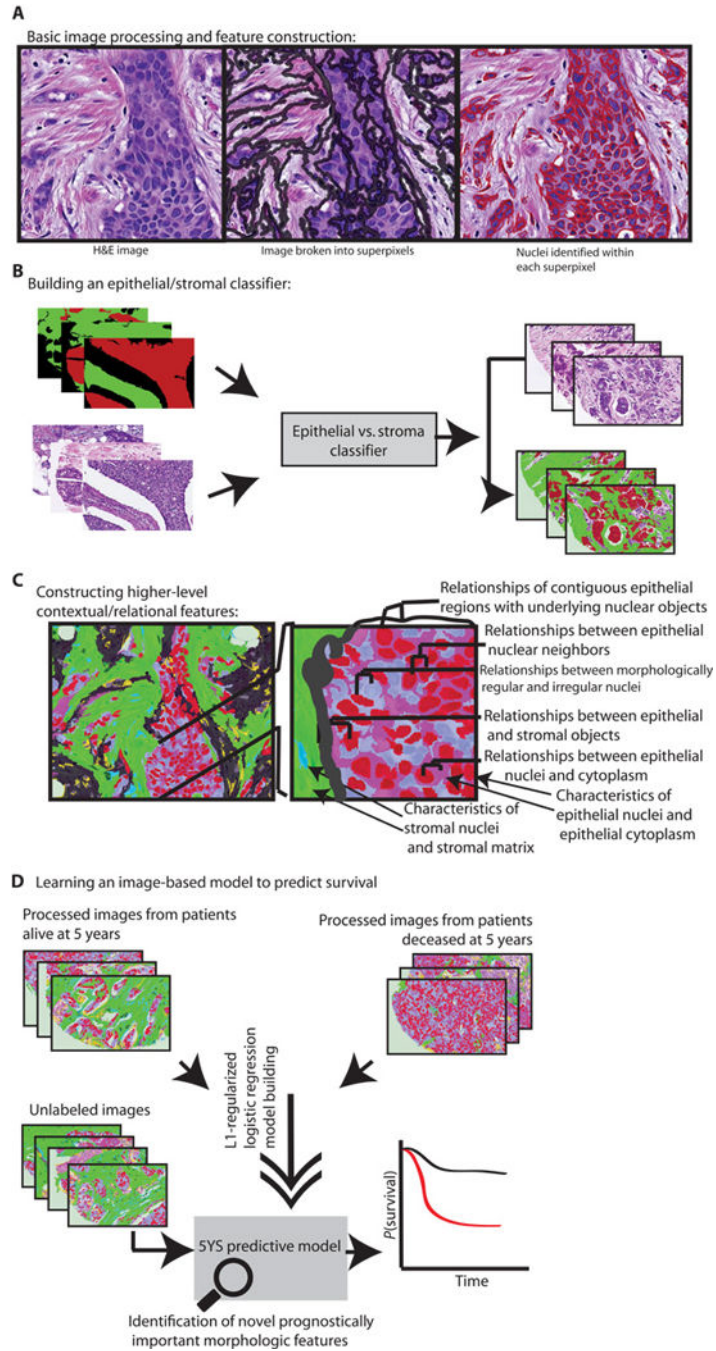 A
Basic image processing and feature construction:
H&E image
Image broken into superpixels
Nuclei identified within
each superpixel
B
Building an epithelial/stromal classifier:
Epithelial vs. stroma
classifier
C
Constructing higher-level
contextual/relational features:
Relationships of contiguous epithelial
regions with underlying nuclear objects
Relationships between epithelial
nuclear neighbors
Relationships between morphologically
regular and irregular nuclei
Relationships between epithelial
and stromal objects
Relationships between epithelial
nuclei and cytoplasm
Characteristics of
epithelial nuclei and
epithelial cytoplasm
Characteristics of
stromal nuclei
and stromal matrix
D Learning an image-based model to predict survival
Processed images from patients
alive at 5 years
Processed images from patients
deceased at 5 years
L1-regularized
logistic regression
model building
Unlabeled images
5YS predictive model
P(survival)
Time
Identification of novel prognostically
important morphologic features